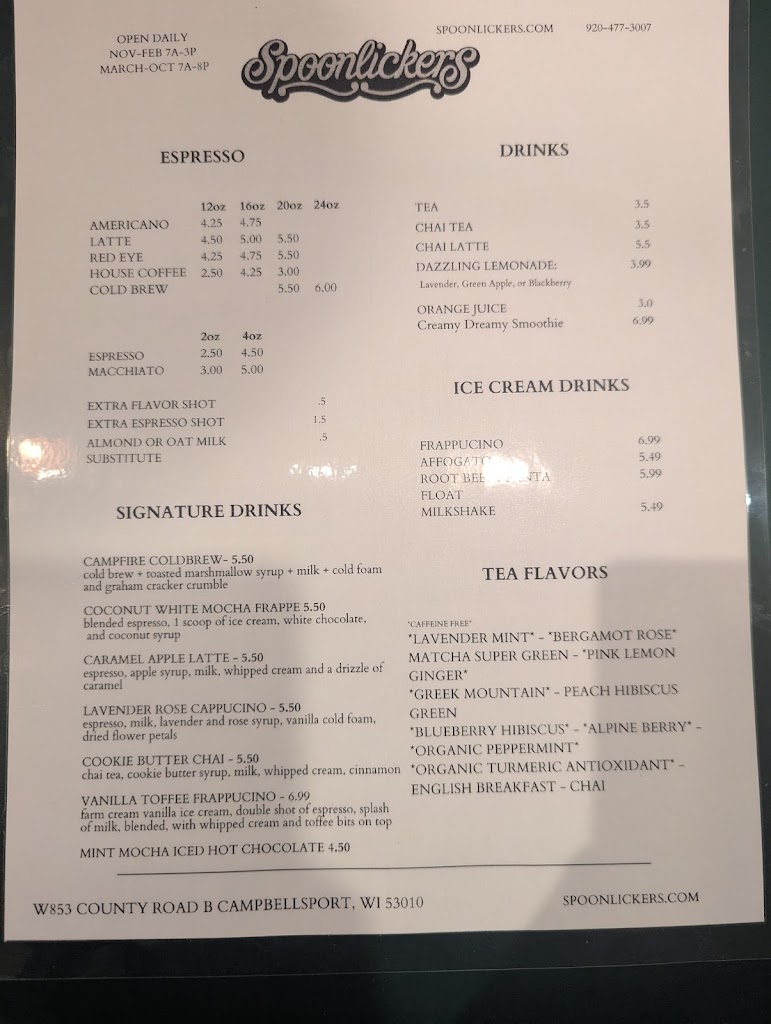 OPEN DAILY
NOV-FEB 7A-3P
MARCH-OCT 7A-8P
Spoonlickers
SPOONLICKERS.COM 920-477-3007
ESPRESSO
12oz 16oz 20oz 24oz
AMERICANO 4.25 4.75
LATTE 4.50 5.00 5.50
RED EYE 4.25 4.75 5.50
HOUSE COFFEE 2.50 4.25 3.00
COLD BREW 5.50 6.00
2oz 4oz
ESPRESSO 2.50 4.50
MACCHIATO 3.00 5.00
EXTRA FLAVOR SHOT .5
EXTRA ESPRESSO SHOT 1.5
ALMOND OR OAT MILK .5
SUBSTITUTE
SIGNATURE DRINKS
CAMPFIRE COLDBREW- 5.50
cold brew + toasted marshmallow syrup + milk + cold foam
and graham cracker crumble
COCONUT WHITE MOCHA FRAPPE 5.50
blended espresso, 1 scoop of ice cream, white chocolate,
and coconut syrup
CARAMEL APPLE LATTE - 5.50
espresso, apple syrup, milk, whipped cream and a drizzle of
caramel
LAVENDER ROSE CAPPUCINO - 5.50
espresso, milk, lavender and rose syrup, vanilla cold foam,
dried flower petals
COOKIE BUTTER CHAI - 5.50
chai tea, cookie butter syrup, milk, whipped cream, cinnamon
VANILLA TOFFEE FRAPPUCINO - 6.99
farm cream vanilla ice cream, double shot of espresso, splash
of milk, blended, with whipped cream and toffee bits on top
MINT MOCHA ICED HOT CHOCOLATE 4.50
DRINKS
TEA 3.5
CHAI TEA 3.5
CHAI LATTE 5.5
DAZZLING LEMONADE: 3.99
Lavender, Green Apple, or Blackberry
ORANGE JUICE 3.0
Creamy Dreamy Smoothie 6.99
ICE CREAM DRINKS
FRAPPUCINO 6.99
AFFOGATO 5.49
ROOT BEER 5.99
FLOAT
MILKSHAKE 5.49
TEA FLAVORS
*CAFFEINE FREE*
*LAVENDER MINT* - *BERGAMOT ROSE*
MATCHA SUPER GREEN - *PINK LEMON
GINGER*
*GREEK MOUNTAIN* - PEACH HIBISCUS
GREEN
*BLUEBERRY HIBISCUS* - *ALPINE BERRY* -
*ORGANIC PEPPERMINT*
*ORGANIC TURMERIC ANTIOXIDANT* -
ENGLISH BREAKFAST - CHAI
W853 COUNTY ROAD B CAMPBELLSPORT, WI 53010
SPOONLICKERS.COM